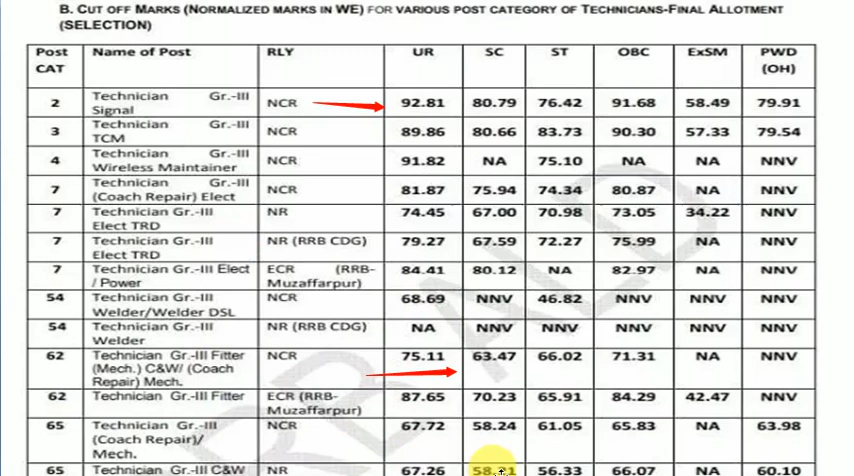 B. CUT OFF MARKS (NORMALIZED MARKS IN WE) FOR VARIOUS POST CATEGORY OF TECHNICIANS-FINAL ALLOTMENT
(SELECTION)
Post CAT Name of Post RLY UR SC ST OBC ExSM PWD (OH)
2 Technician Gr.-III Signal NCR 92.81 80.79 76.42 91.68 58.49 79.91
3 Technician Gr.-III TCM NCR 89.86 80.66 83.73 90.30 57.33 79.54
4 Technician Gr.-III Wireless Maintainer NCR 91.82 NA 75.10 NA NA NNV
7 Technician Gr.-III (Coach Repair) Elect NCR 81.87 75.94 74.34 80.87 NA NNV
7 Technician Gr.-III Elect TRD NR 74.45 67.00 70.98 73.05 34.22 NNV
7 Technician Gr.-III Elect TRD NR (RRB CDG) 79.27 67.59 72.27 75.99 NA NNV
7 Technician Gr.-III Elect / Power ECR (RRB-Muzaffarpur) 84.41 80.12 NA 82.97 NA NNV
54 Technician Gr.-III Welder/Welder DSL NCR 68.69 NNV 46.82 NNV NNV NNV
54 Technician Gr.-III Welder NR (RRB CDG) NA NNV NNV NNV NNV NNV
62 Technician Gr.-III Fitter (Mech.) C&W/ (Coach Repair) Mech. NCR 75.11 63.47 66.02 71.31 NA NNV
62 Technician Gr.-III Fitter ECR (RRB-Muzaffarpur) 87.65 70.23 65.91 84.29 42.47 NNV
65 Technician Gr.-III (Coach Repair)/ Mech. NCR 67.72 58.24 61.05 65.83 NA 63.98
65 Technician Gr.-III C&W NR 67.26 56.33 66.07 NA 60.10